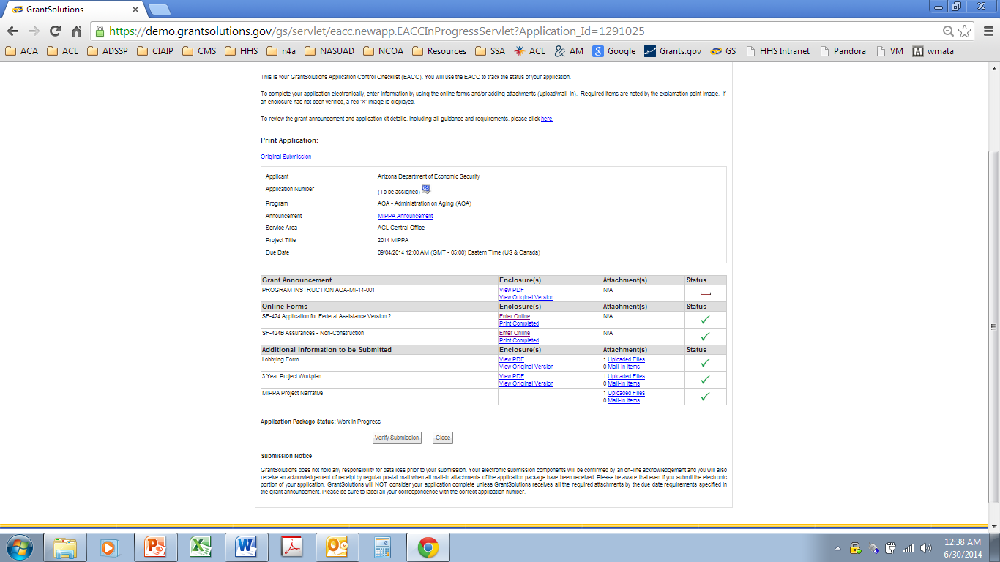 GrantSolutions
https://demo.grantsolutions.gov/gs/servlet/eacc.newapp.EACCInProgressServlet?Application_Id=1291025
ACA ACL ADSSP CIAIP CMS HHS n4a NASUAD NCOA Resources SSA ACL AM Google Grants.gov GS HHS Intranet Pandora VM wmata
This is your GrantSolutions Application Control Checklist (EACC). You will use the EACC to track the status of your application.
To complete your application electronically, enter information by using the online forms and/or adding attachments (upload/mail-in). Required items are noted by the exclamation point image. If
an enclosure has not been verified, a red 'X' image is displayed.
To review the grant announcement and application kit details, including all guidance and requirements, please click here.
Print Application:
Original Submission
Applicant Arizona Department of Economic Security
Application Number (To be assigned)
Program AOA - Administration on Aging (AOA)
Announcement MIPPA Announcement
Service Area ACL Central Office
Project Title 2014 MIPPA
Due Date 09/04/2014 12:00 AM (GMT - 05:00) Eastern Time (US & Canada)
Grant Announcement Enclosure(s) Attachment(s) Status
PROGRAM INSTRUCTION AOA-MI-14-001 View PDF N/A
View Original Version
Online Forms Enclosure(s) Attachment(s) Status
SF-424 Application for Federal Assistance Version 2 Enter Online N/A
Print Completed
SF-424B Assurances - Non-Construction Enter Online N/A
Print Completed
Additional Information to be Submitted Enclosure(s) Attachment(s) Status
Lobbying Form View PDF 1 Uploaded Files
View Original Version 0 Mail-in Items
3 Year Project Workplan View PDF 1 Uploaded Files
View Original Version 0 Mail-in Items
MIPPA Project Narrative 1 Uploaded Files
0 Mail-in Items
Application Package Status: Work in Progress
Verify Submission Close
Submission Notice
GrantSolutions does not hold any responsibility for data loss prior to your submission. Your electronic submission components will be confirmed by an on-line acknowledgement and you will also
receive an acknowledgement of receipt by regular postal mail when all mail-in attachments of the application package have been received. Please be aware that even if you submit the electronic
portion of your application, GrantSolutions will NOT consider your application complete unless GrantSolutions receives all the required attachments by the due date requirements specified in
the grant announcement. Please be sure to label all your correspondence with the correct application number.
12:38 AM
6/30/2014